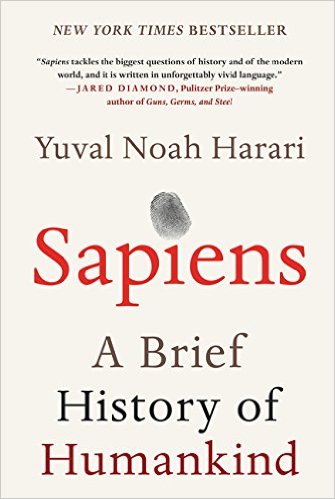 NEW YORK TIMES BESTSELLER
“Sapiens tackles the biggest questions of history and of the modern
world, and it is written in unforgettably vivid language.”
—JARED DIAMOND, Pulitzer Prize–winning
author of Guns, Germs, and Steel
Yuval Noah Harari
Sapiens
A Brief
History of
Humankind